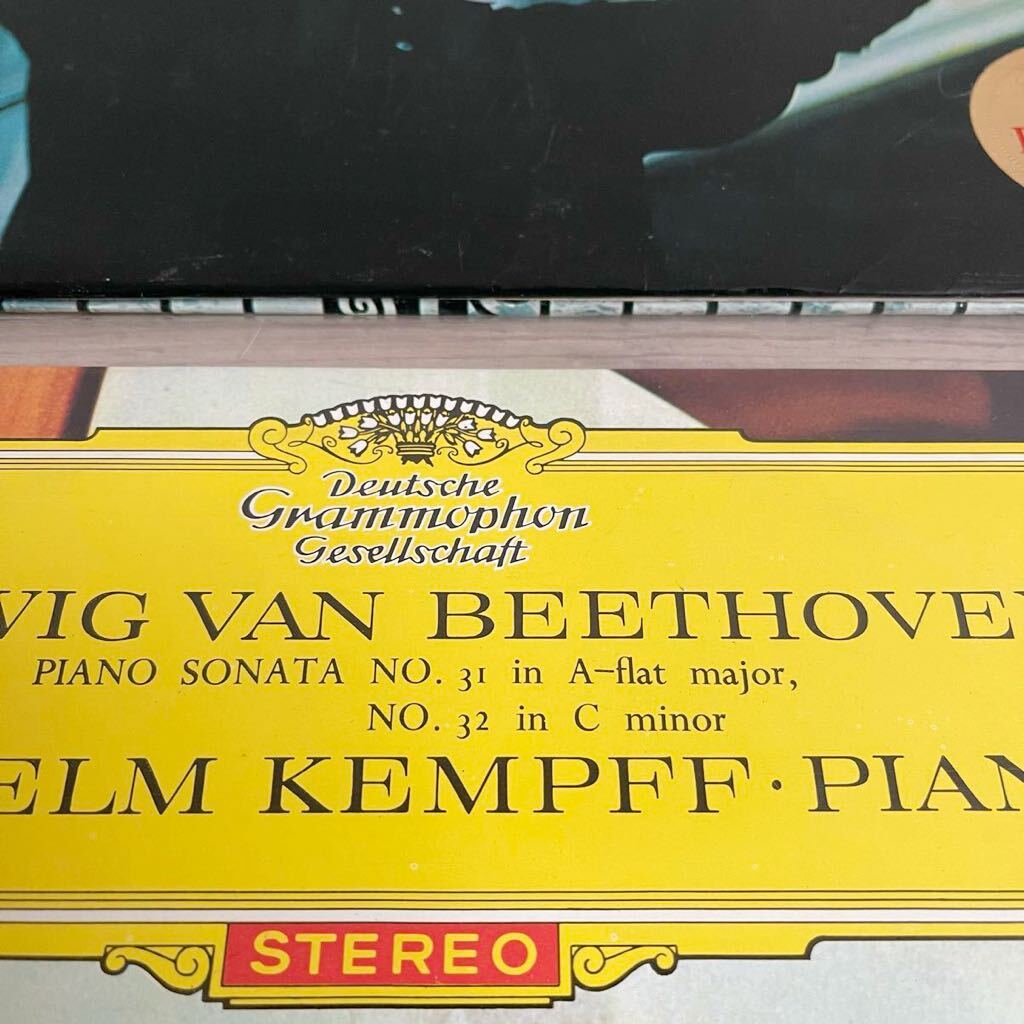 Deutsche
Grammophon
Gesellschaft
WIG VAN BEETHOVEN
PIANO SONATA NO. 31 in A-flat major,
NO. 32 in C minor
ELM KEMPFF · PIAN
STEREO